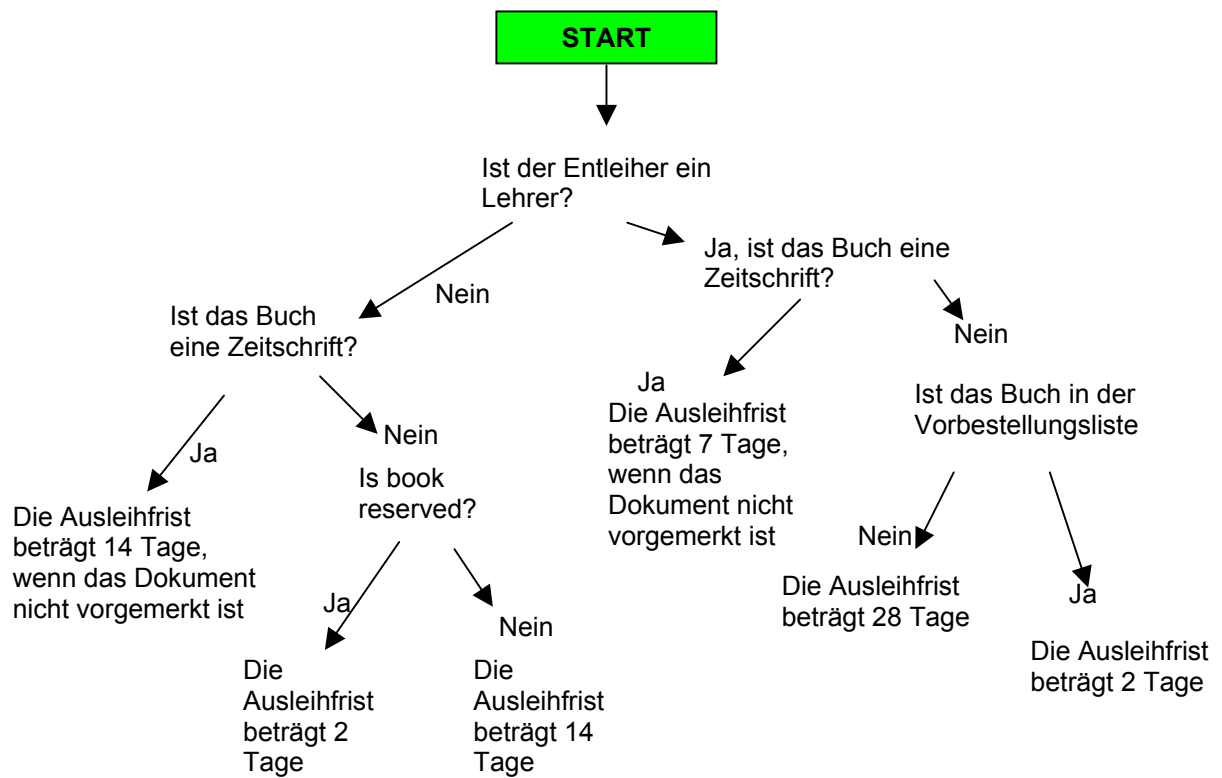 START
Ist der Entleiher ein
Lehrer?
Ja, ist das Buch eine
Zeitschrift?
Nein
Ist das Buch
eine Zeitschrift?
Nein
Ja
Die Ausleihfrist
beträgt 7 Tage,
wenn das
Dokument nicht
vorgemerkt ist
Ist das Buch in der
Vorbestellungsliste
Ja
Nein
Is book
reserved?
Die Ausleihfrist
beträgt 14 Tage,
wenn das Dokument
nicht vorgemerkt ist
Nein
Die Ausleihfrist
beträgt 28 Tage
Ja
Die Ausleihfrist
beträgt 2 Tage
Ja
Nein
Die
Ausleihfrist
beträgt 2
Tage
Die
Ausleihfrist
beträgt 14
Tage